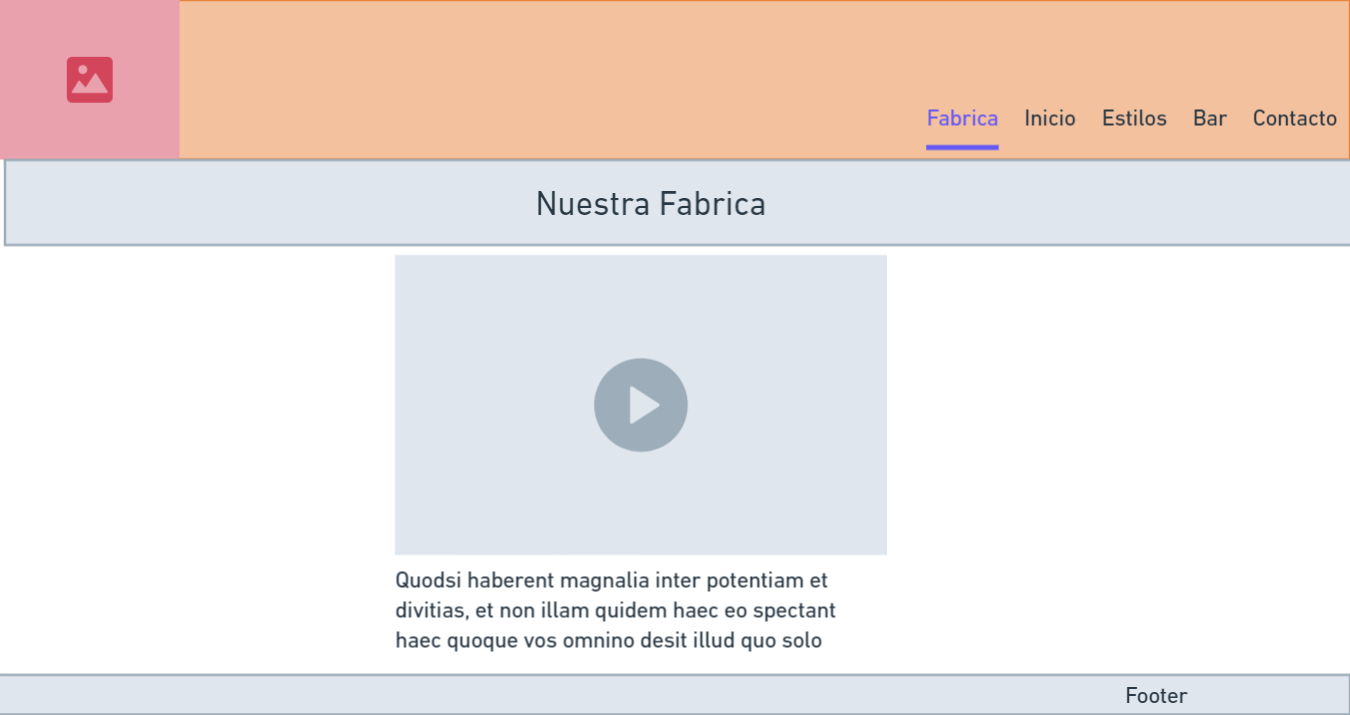 Fabrica Inicio Estilos Bar Contacto
Nuestra Fabrica
Quodsi haberent magnalia inter potentiam et
divitias, et non illam quidem haec eo spectant
haec quoque vos omnino desit illud quo solo
Footer